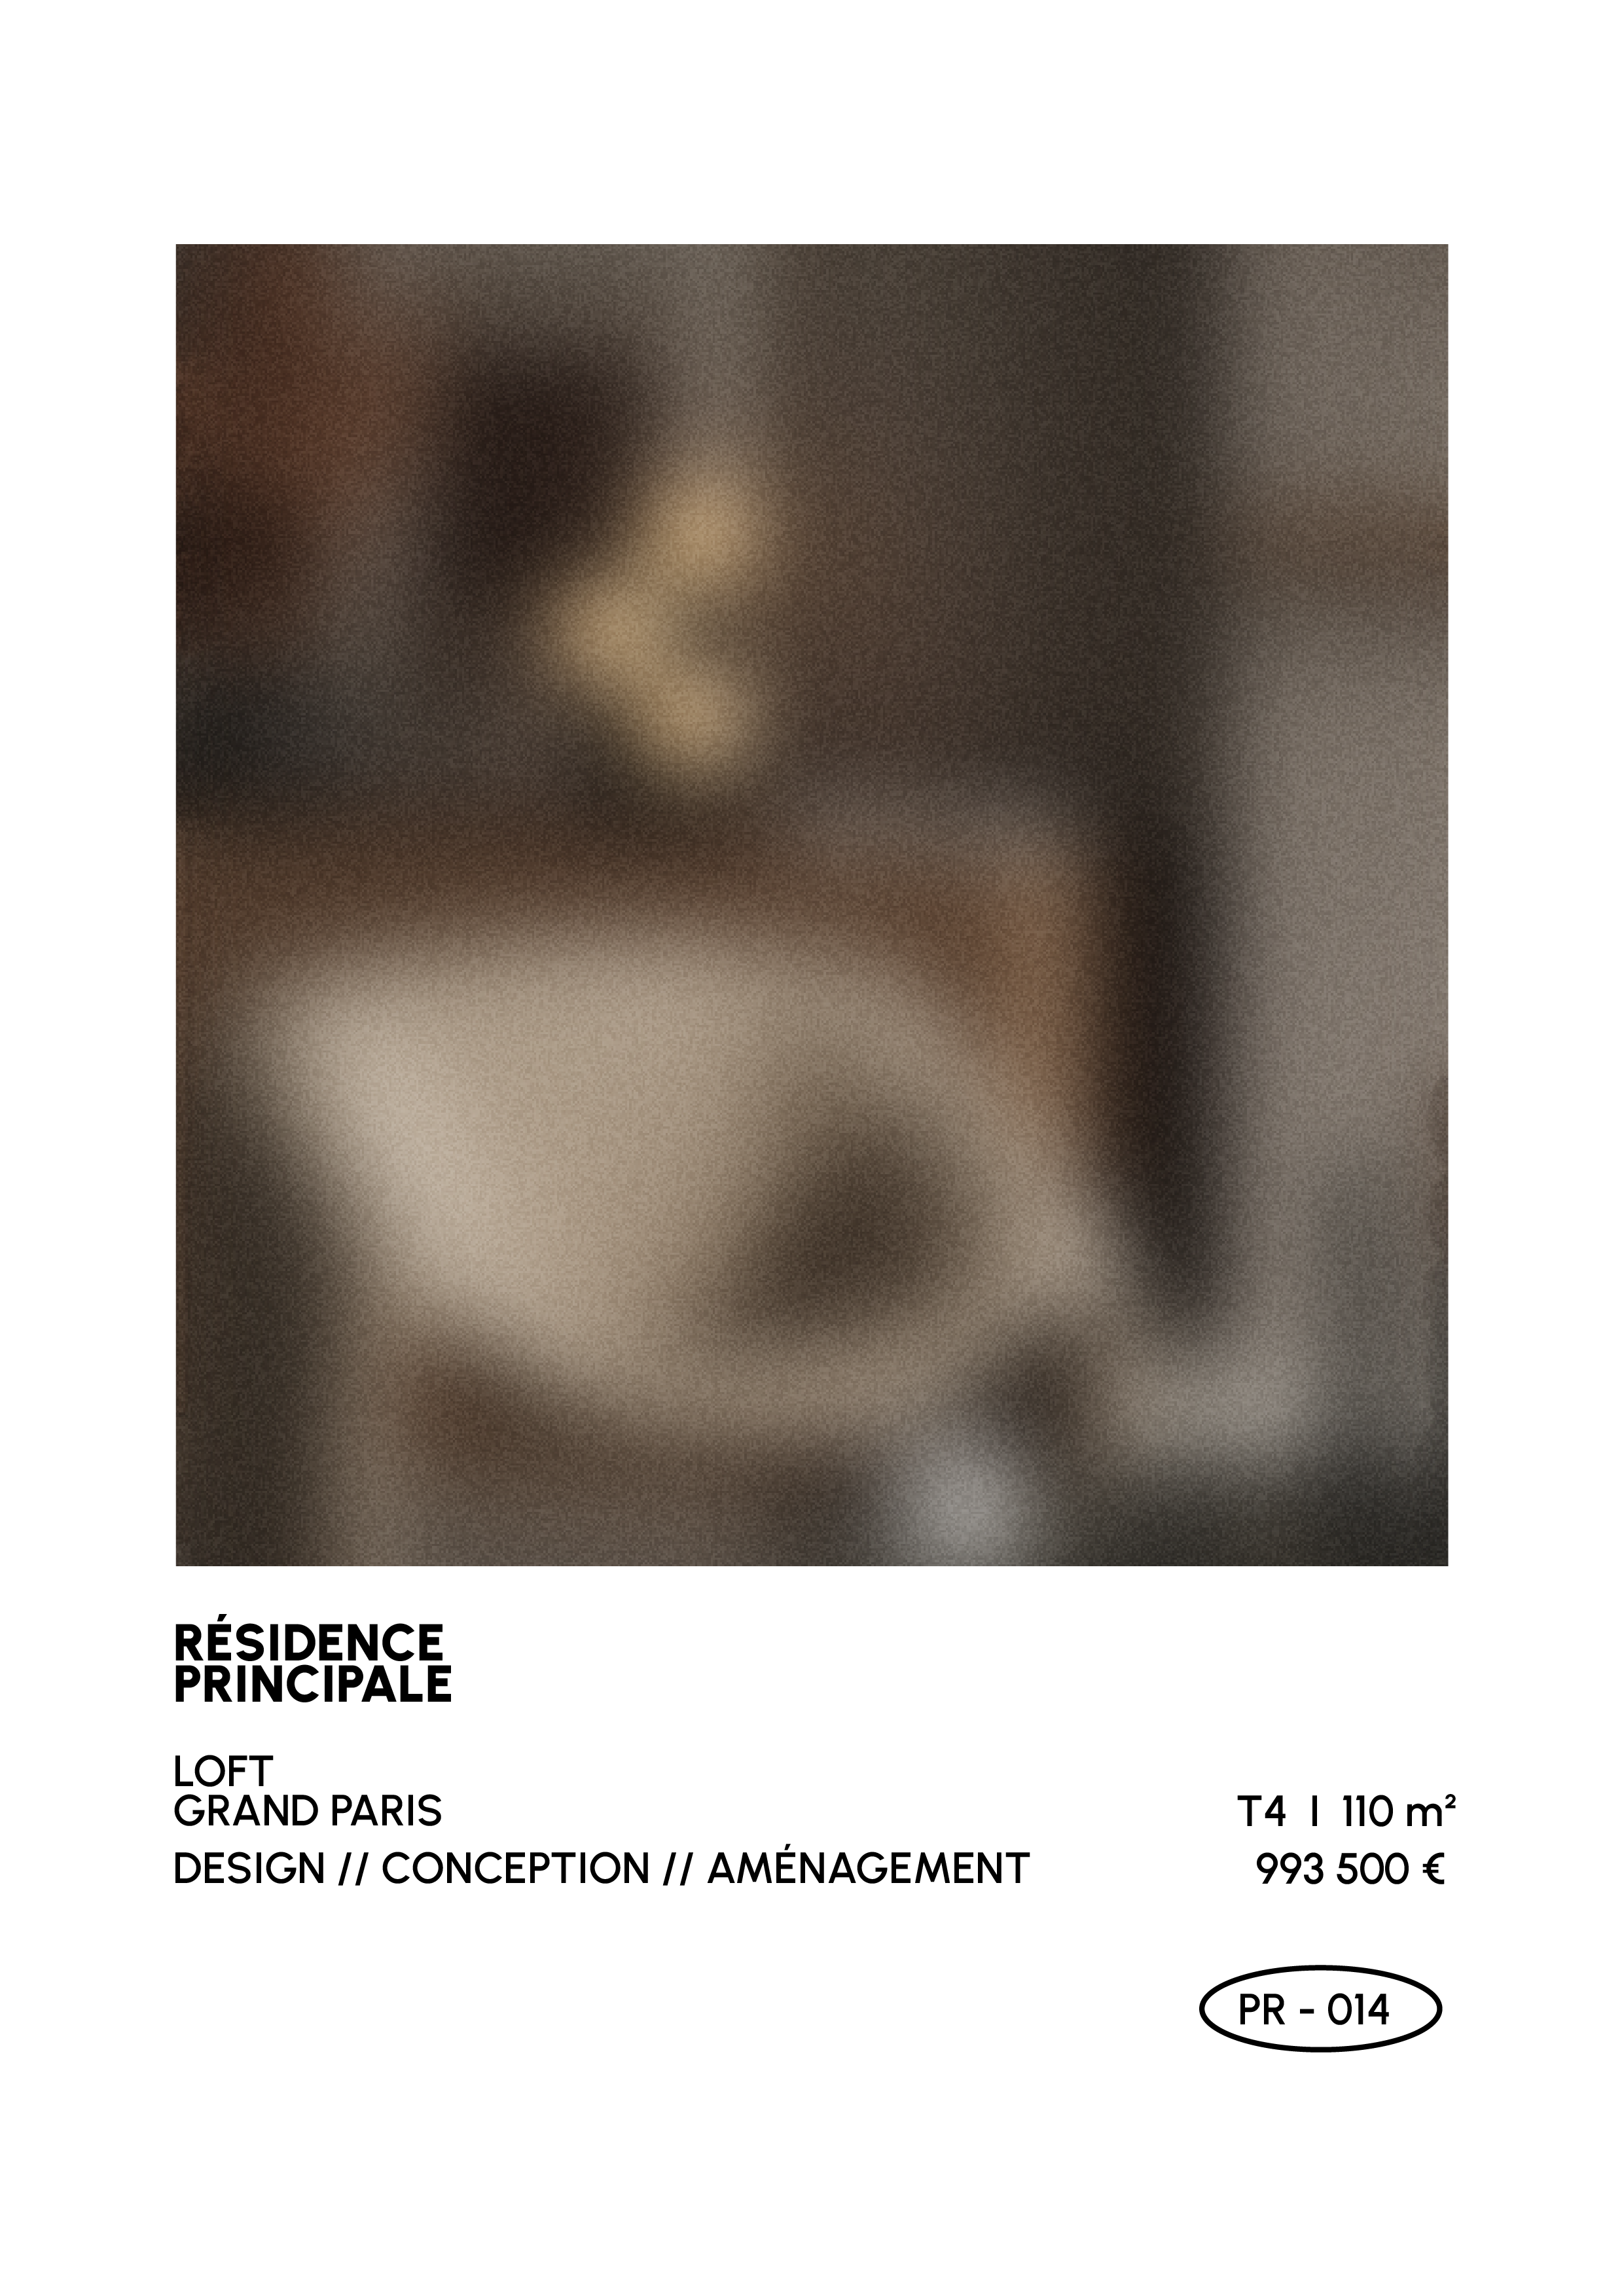 RÉSIDENCE
PRINCIPALE
LOFT
GRAND PARIS
T4 | 110 m²
DESIGN // CONCEPTION // AMÉNAGEMENT
993 500 €
PR - 014